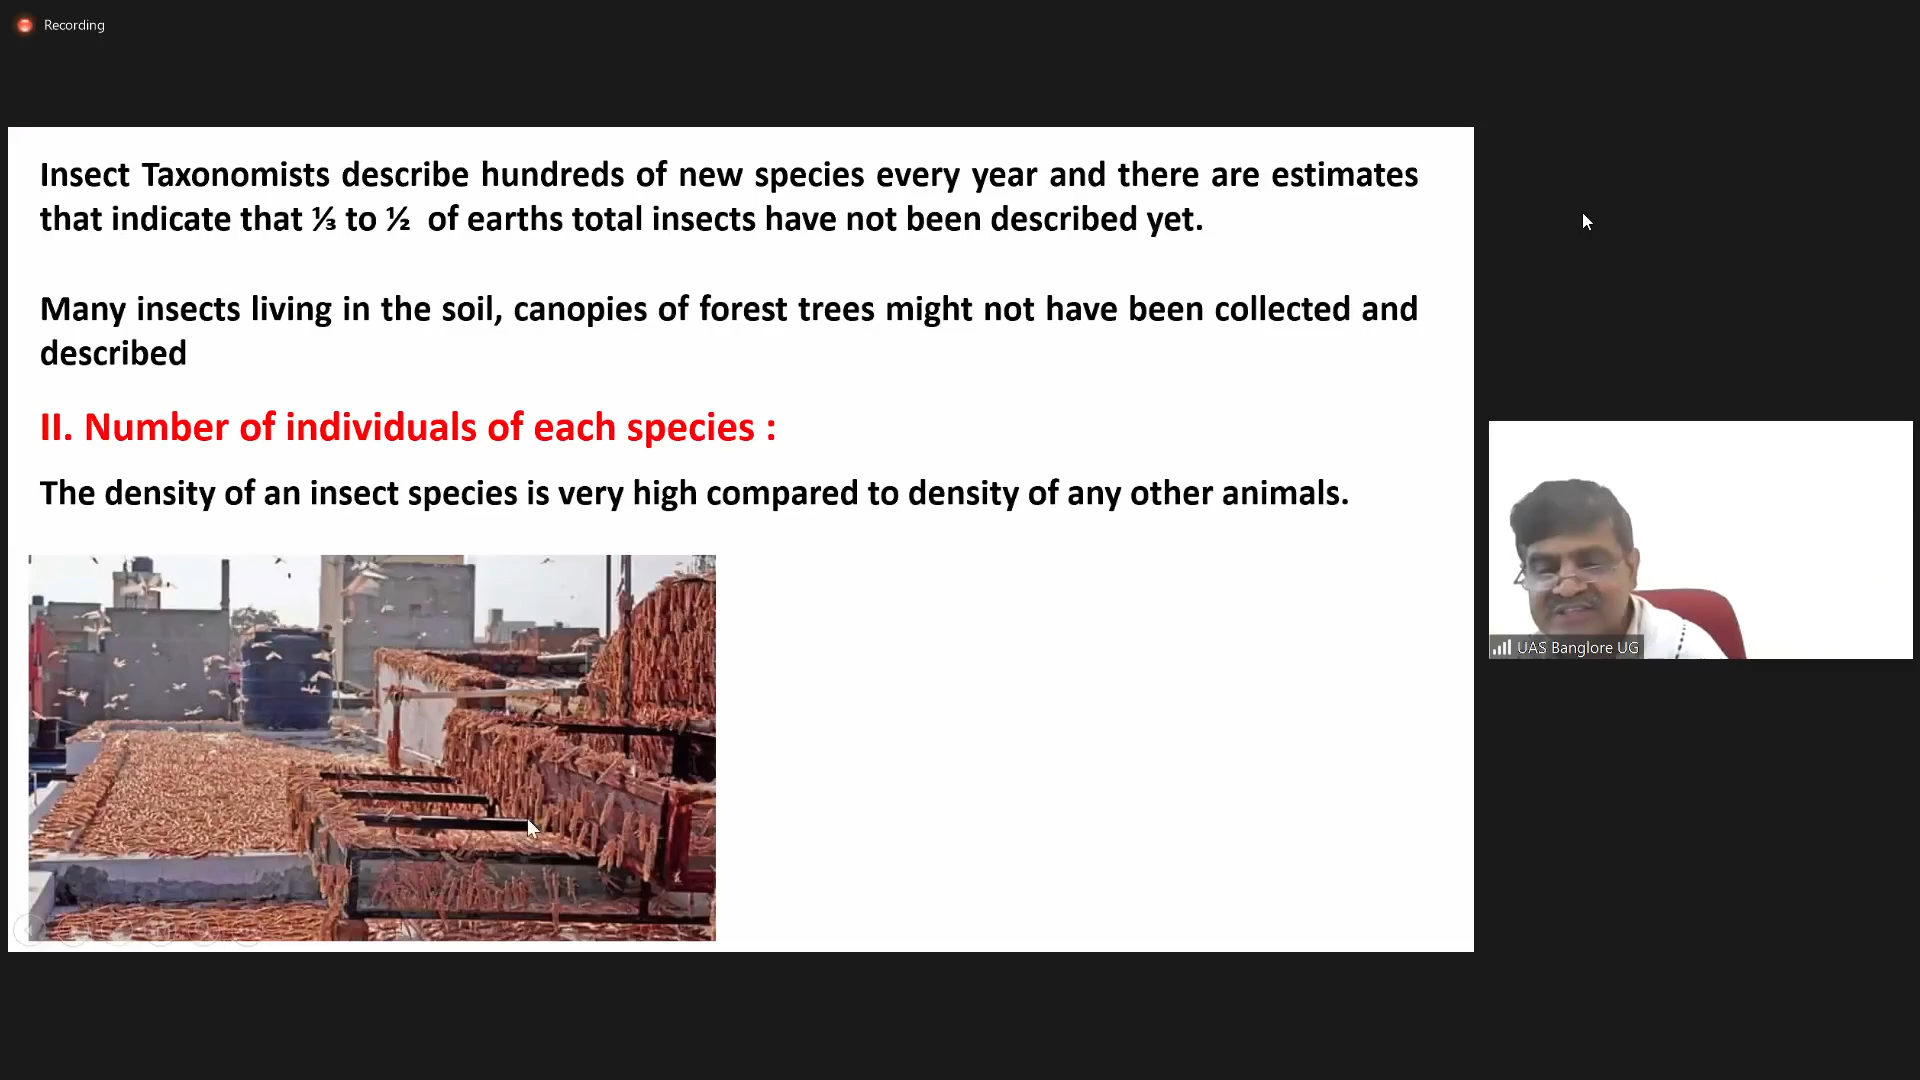 Recording
Insect Taxonomists describe hundreds of new species every year and there are estimates
that indicate that ⅓ to ½ of earths total insects have not been described yet.
Many insects living in the soil, canopies of forest trees might not have been collected and
described
II. Number of individuals of each species :
The density of an insect species is very high compared to density of any other animals.
UAS Banglore UG